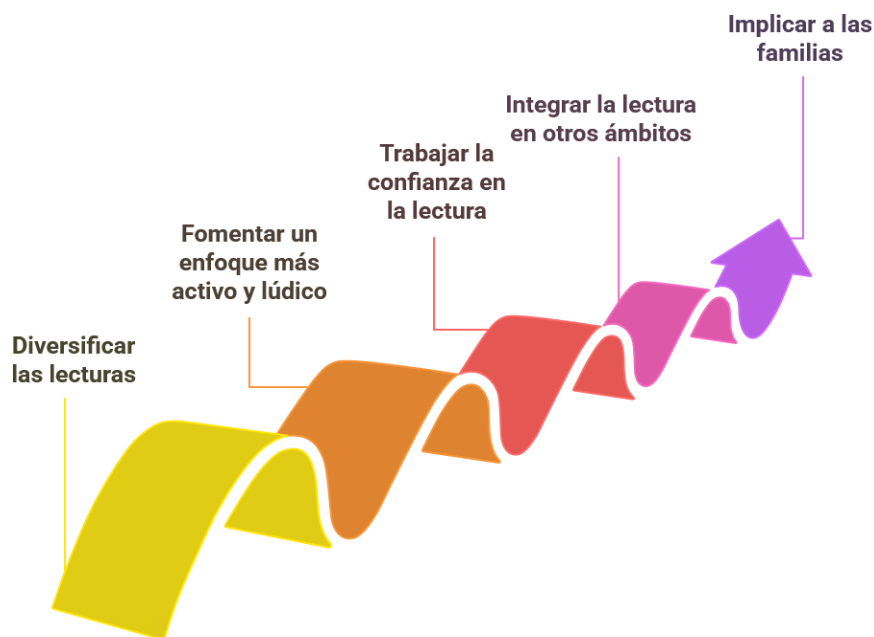 Diversificar
las lecturas
Fomentar un
enfoque más
activo y lúdico
Trabajar la
confianza en
la lectura
Integrar la lectura
en otros ámbitos
Implicar a las
familias